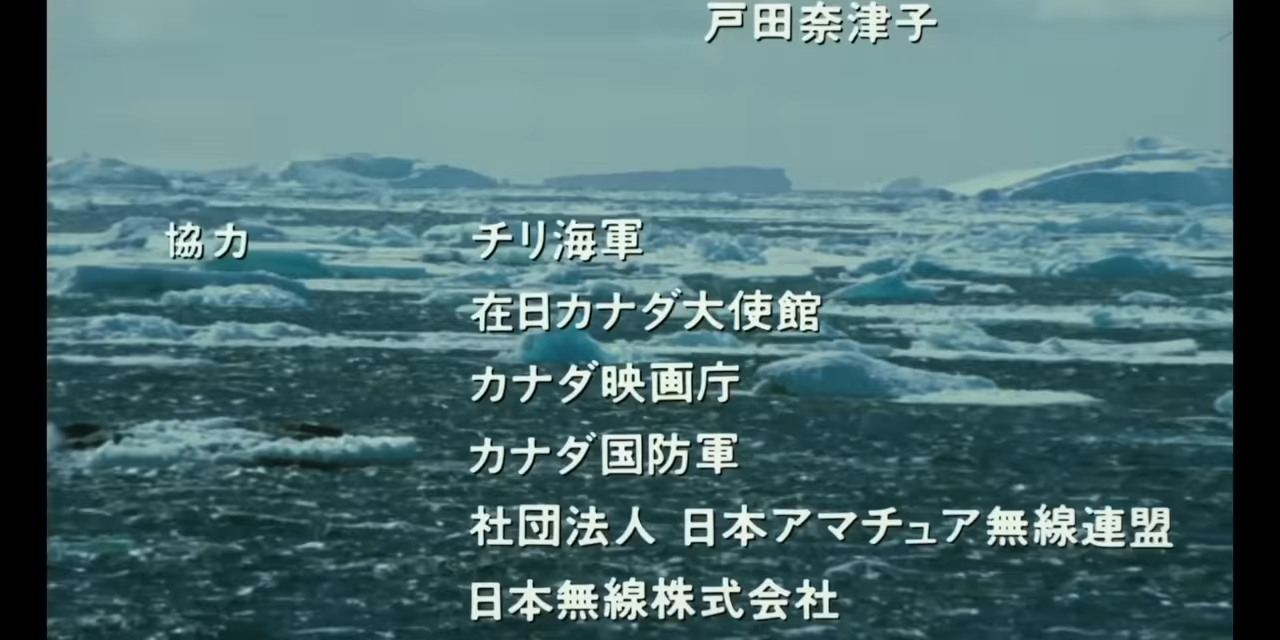 戸田奈津子
協力 チリ海軍
在日カナダ大使館
カナダ映画庁
カナダ国防軍
社団法人 日本アマチュア無線連盟
日本無線株式会社